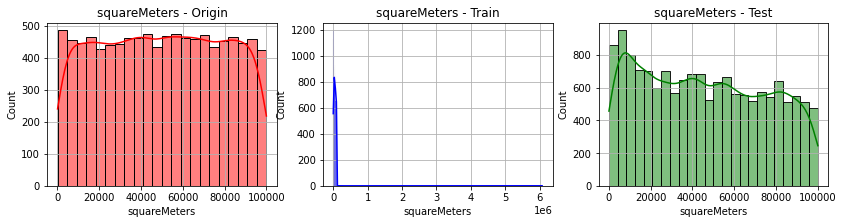 squareMeters - Origin
500
400
300
200
100
0
Count
0 20000 40000 60000 80000 100000
squareMeters
squareMeters - Train
1200
1000
800
600
400
200
0
Count
0 1 2 3 4 5 6
1e6
squareMeters
squareMeters - Test
800
600
400
200
0
Count
0 20000 40000 60000 80000 100000
squareMeters